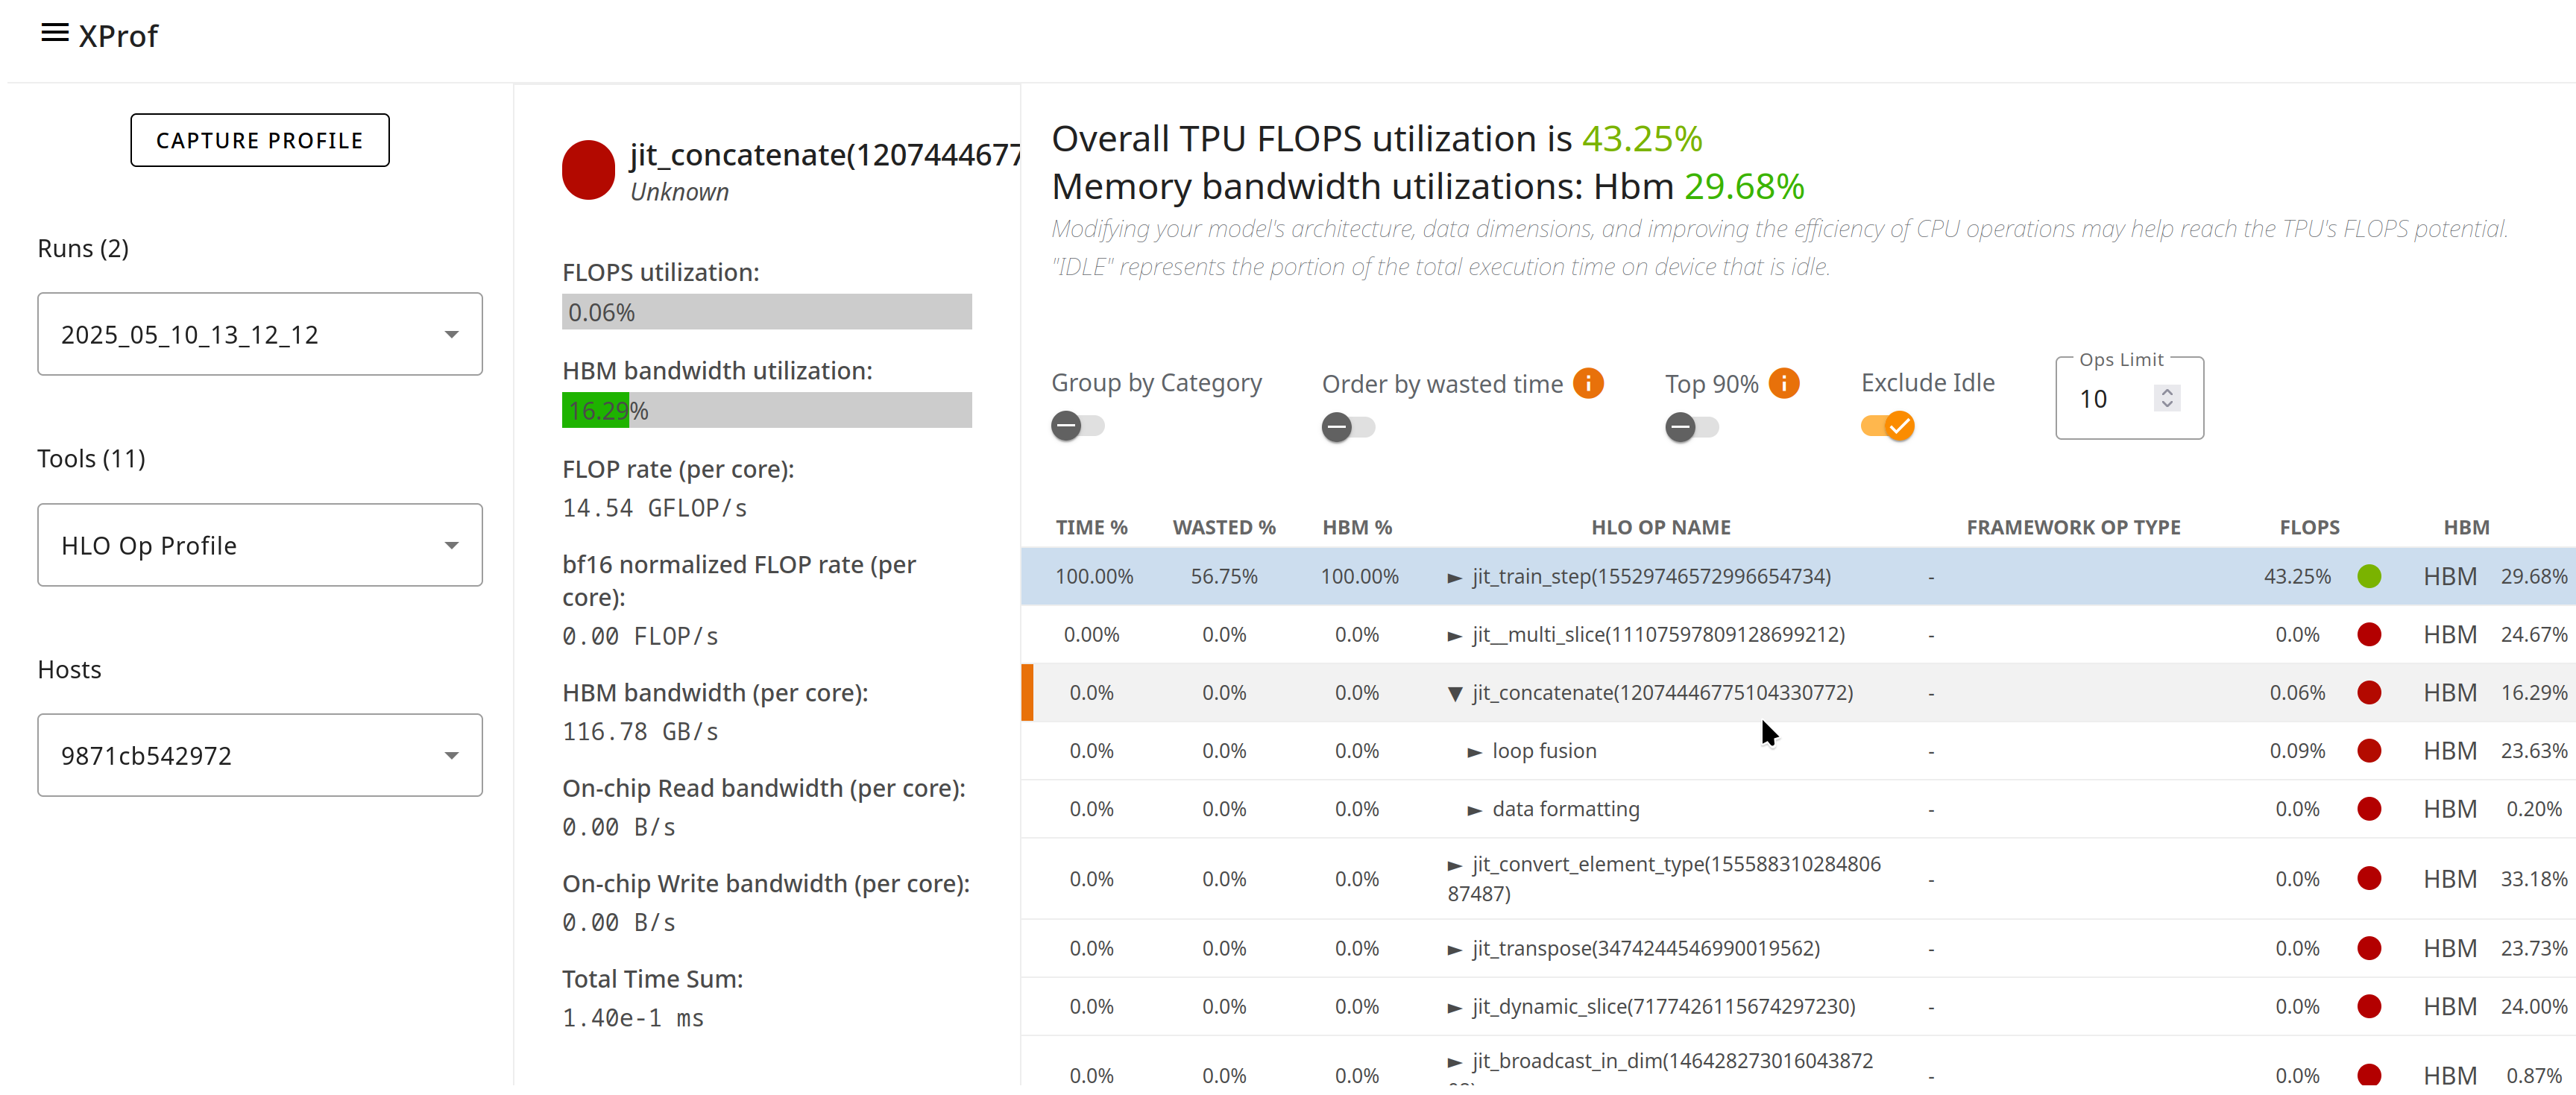 XProf
CAPTURE PROFILE
Runs (2)
2025_05_10_13_12_12
Tools (11)
HLO Op Profile
Hosts
9871cb542972
jit_concatenate(1207444677
Unknown
FLOPS utilization:
0.06%
HBM bandwidth utilization:
16.29%
FLOP rate (per core):
14.54 GFLOP/s
bf16 normalized FLOP rate (per
core):
0.00 FLOP/s
HBM bandwidth (per core):
116.78 GB/s
On-chip Read bandwidth (per core):
0.00 B/s
On-chip Write bandwidth (per core):
0.00 B/s
Total Time Sum:
1.40e-1 ms
Overall TPU FLOPS utilization is 43.25%
Memory bandwidth utilizations: Hbm 29.68%
Modifying your model's architecture, data dimensions, and improving the efficiency of CPU operations may help reach the TPU's FLOPS potential.
"IDLE" represents the portion of the total execution time on device that is idle.
Group by Category Order by wasted time Top 90% Exclude Idle Ops Limit
10
TIME % WASTED % HBM % HLO OP NAME FRAMEWORK OP TYPE FLOPS HBM
100.00% 56.75% 100.00% ► jit_train_step(15529746572996654734) - 43.25% HBM 29.68%
0.00% 0.0% 0.0% ► jit__multi_slice(11107597809128699212) - 0.0% HBM 24.67%
0.0% 0.0% 0.0% ▼ jit_concatenate(12074446775104330772) - 0.06% HBM 16.29%
0.0% 0.0% 0.0% ► loop fusion - 0.09% HBM 23.63%
0.0% 0.0% 0.0% ► data formatting - 0.0% HBM 0.20%
0.0% 0.0% 0.0% ► jit_convert_element_type(155588310284806 - 0.0% HBM 33.18%
87487)
0.0% 0.0% 0.0% ► jit_transpose(3474244546990019562) - 0.0% HBM 23.73%
0.0% 0.0% 0.0% ► jit_dynamic_slice(7177426115674297230) - 0.0% HBM 24.00%
0.0% 0.0% 0.0% ► jit_broadcast_in_dim(146428273016043872 - 0.0% HBM 0.87%